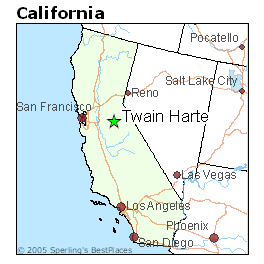 California
Pocatello
Salt Lake City
Reno
San Francisco
Twain Harte
Las Vegas
Los Angeles
Phoenix
San Diego
© 2005 Sperling's BestPlaces